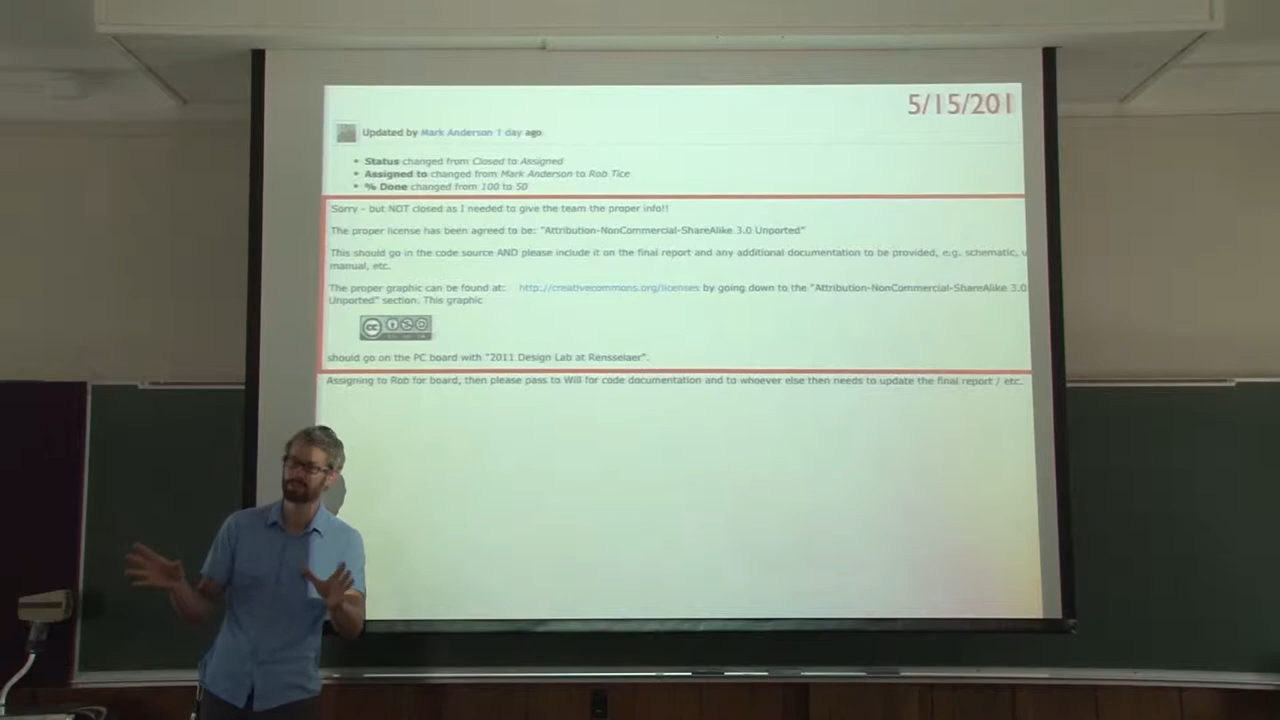 5/15/201
Updated by Mark Anderson 1 day ago
• Status changed from Closed to Assigned
• Assigned to changed from Mark Anderson to Rob Tice
• % Done changed from 100 to 50
Sorry - but NOT closed as I needed to give the team the proper info!!
The proper license has been agreed to be: "Attribution-NonCommercial-ShareAlike 3.0 Unported"
This should go in the code source AND please include it on the final report and any additional documentation to be provided, e.g. schematic, u
manual, etc.
The proper graphic can be found at: http://creativecommons.org/licenses by going down to the "Attribution-NonCommercial-ShareAlike 3.0
Unported" section. This graphic
cc
should go on the PC board with "2011 Design Lab at Rensselaer".
Assigning to Rob for board, then please pass to Will for code documentation and to whoever else then needs to update the final report / etc.